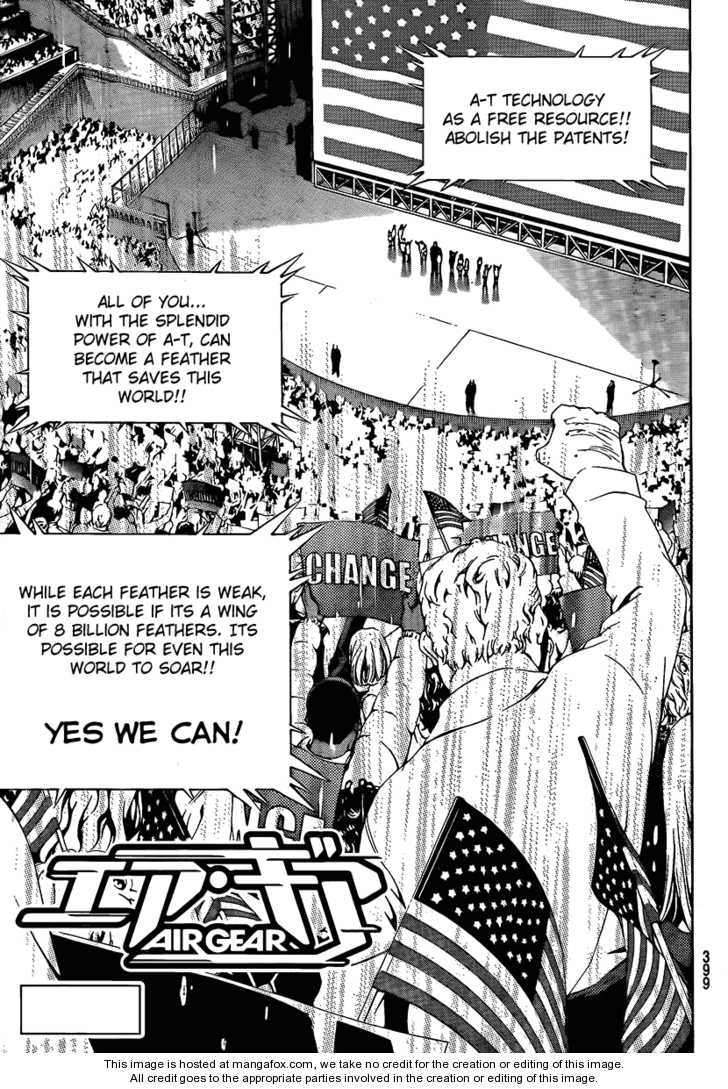 A-T TECHNOLOGY
AS A FREE RESOURCE!!
ABOLISH THE PATENTS!
ALL OF YOU...
WITH THE SPLENDID
POWER OF A-T, CAN
BECOME A FEATHER
THAT SAVES THIS
WORLD!!
WHILE EACH FEATHER IS WEAK,
IT IS POSSIBLE IF ITS A WING
OF 8 BILLION FEATHERS. ITS
POSSIBLE FOR EVEN THIS
WORLD TO SOAR!!
YES WE CAN!
CHANGE
ANGE
エア・ギア
AIR GEAR
399
This image is hosted at mangafox.com, we take no credit for the creation or editing of this image.
All credit goes to the appropriate parties involved in the creation or editing of this image.